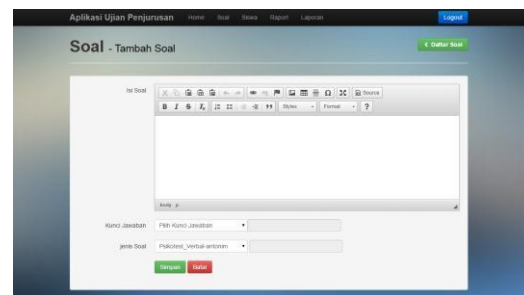 Aplikasi Ujian Penjurusan Home Soal Siswa Raport Laporan Logout
Soal - Tambah Soal
Daftar Soal
Isi Soal
Source
B I S Styles Format ?
body p
Kunci Jawaban Pilih Kunci Jawaban
Jenis Soal Psikotest_Verbal-antonim
Simpan Batal